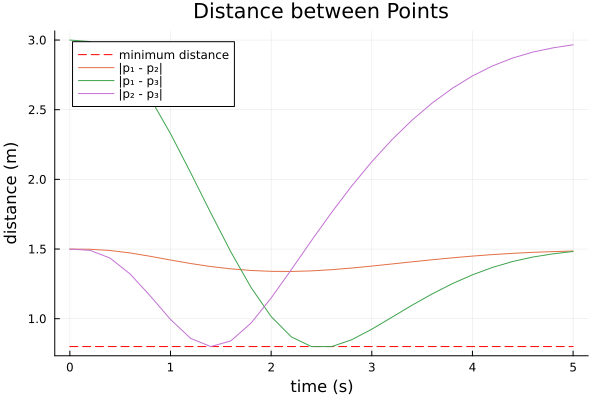 Distance between Points
minimum distance
|p₁ - p₂|
|p₁ - p₃|
|p₂ - p₃|
distance (m)
3.0
2.5
2.0
1.5
1.0
0 1 2 3 4 5
time (s)